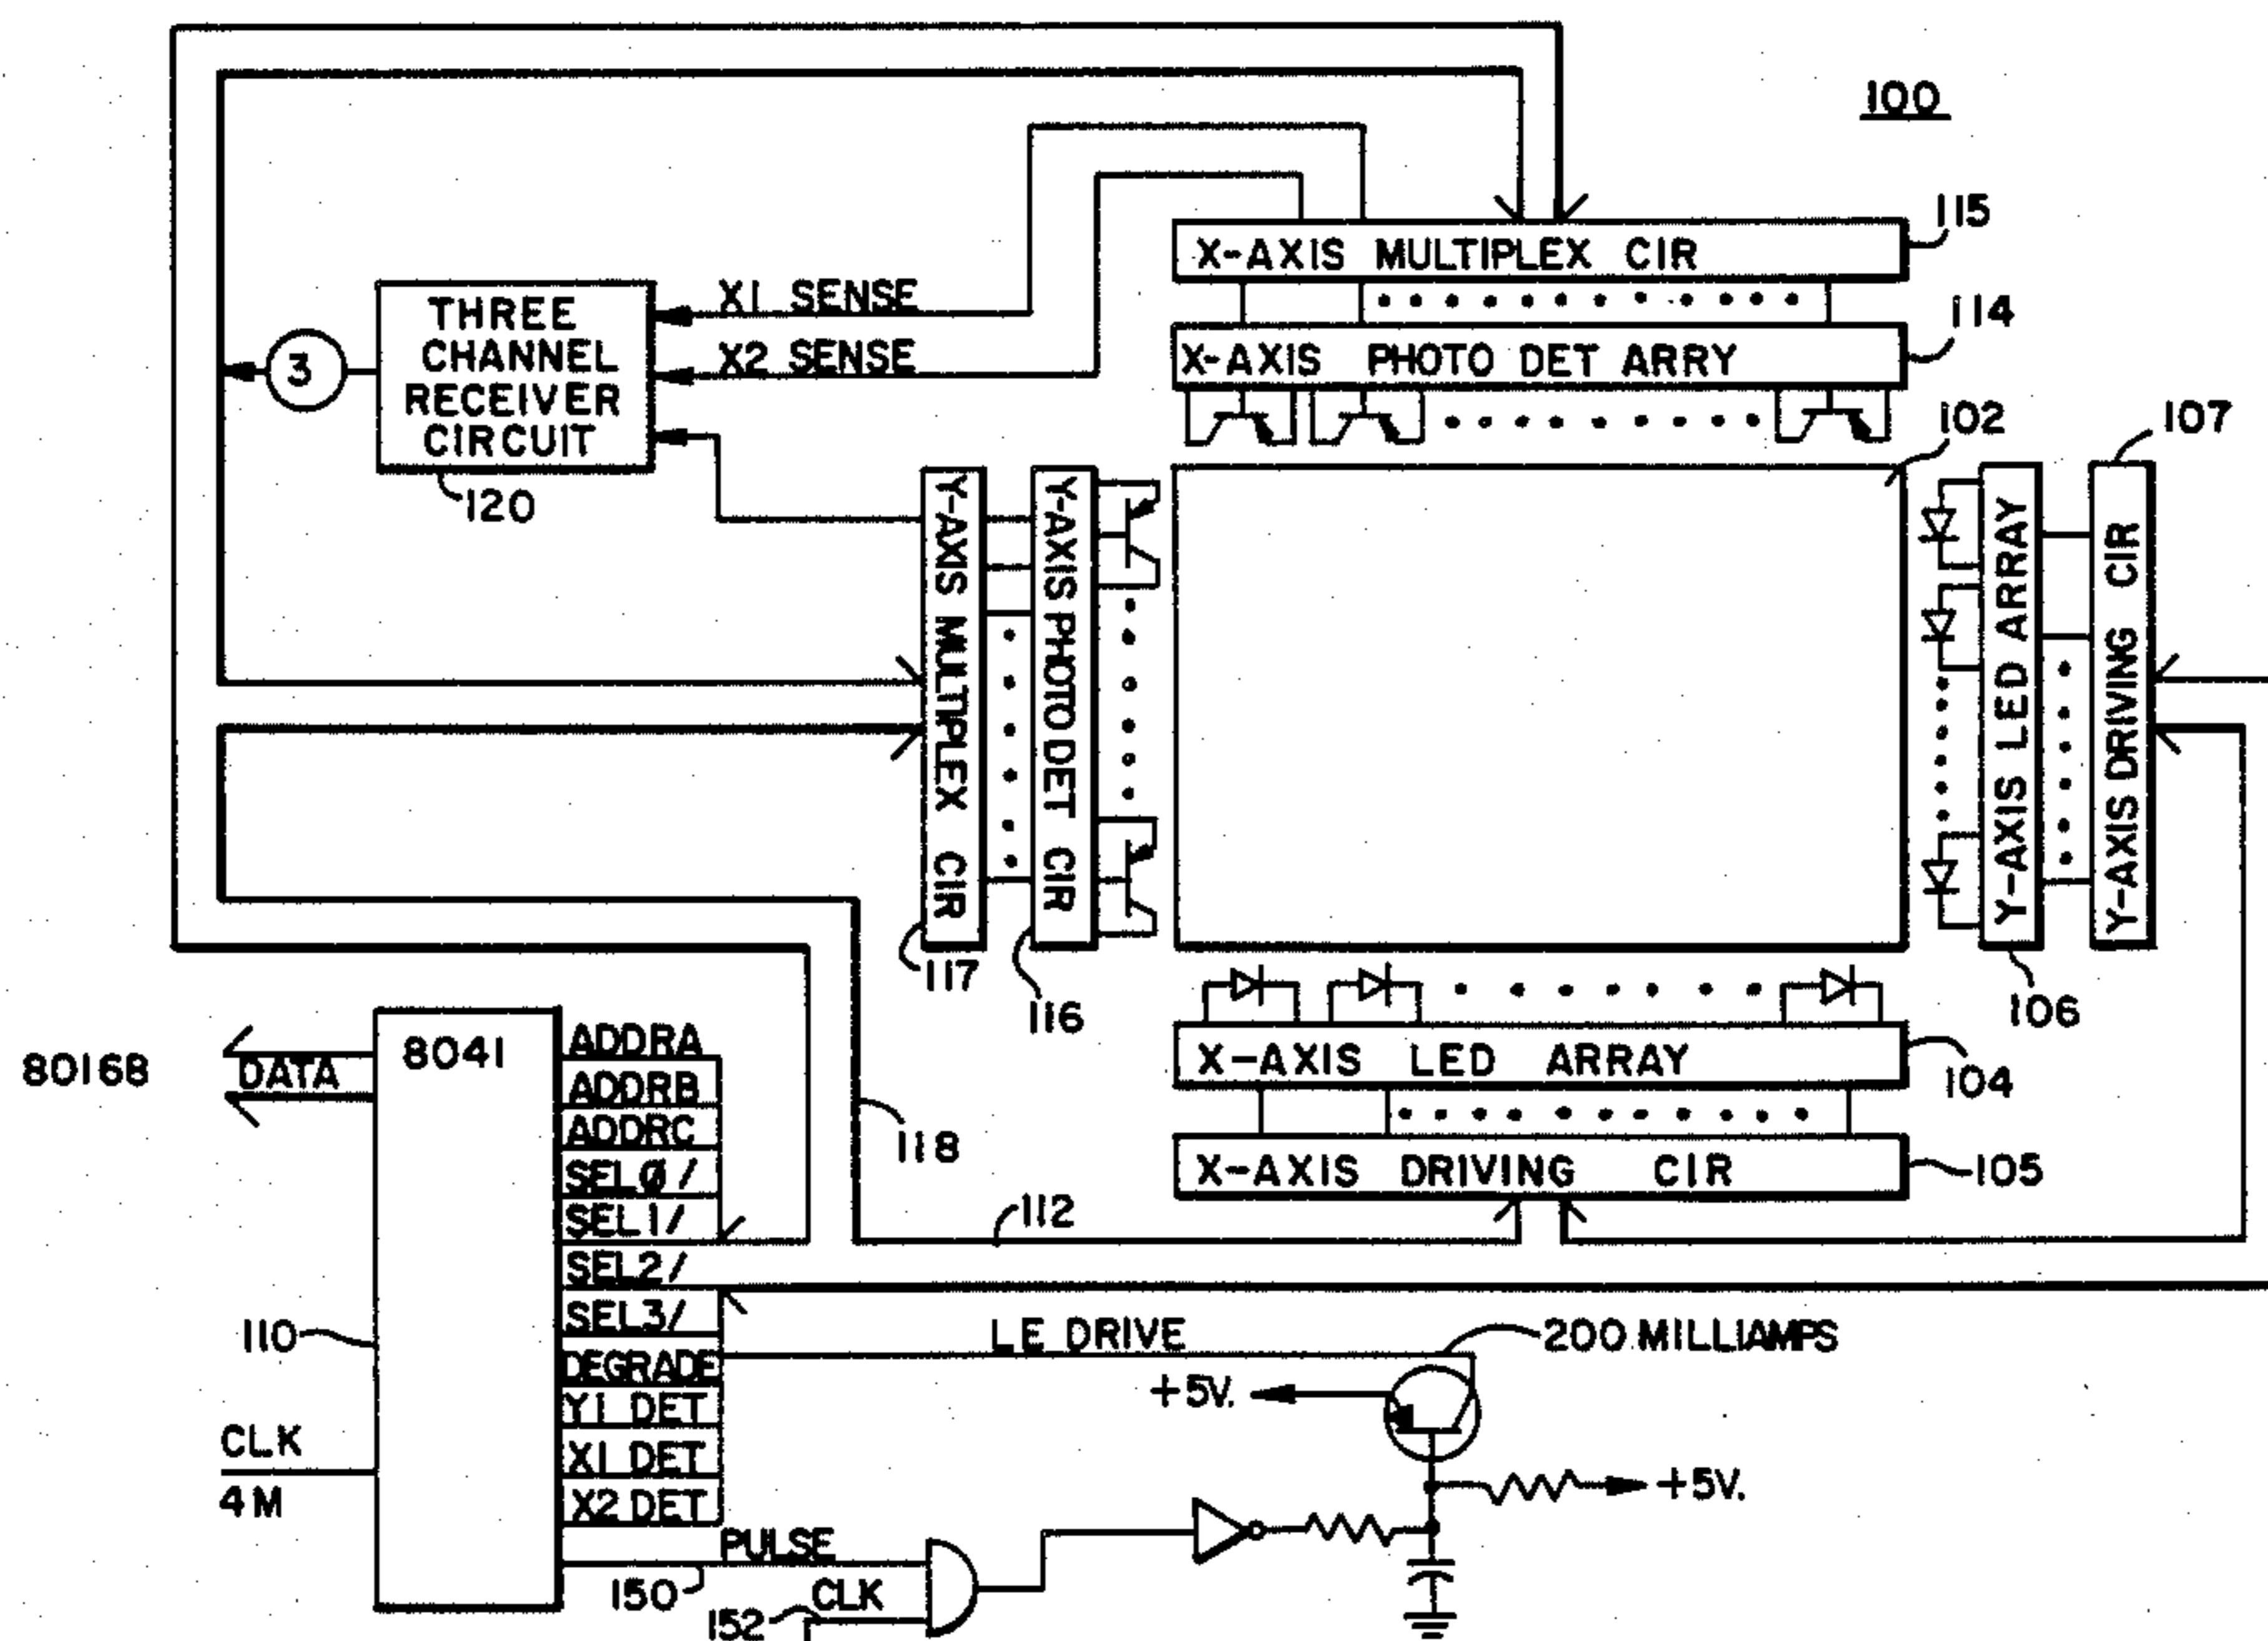 100
115
X-AXIS MULTIPLEX CIR
114
X-AXIS PHOTO DET ARRY
X1 SENSE
X2 SENSE
THREE
CHANNEL
RECEIVER
CIRCUIT
3
120
102
107
Y-AXIS MULTIPLEX CIR
Y-AXIS PHOTO DET CIR
Y-AXIS LED ARRAY
Y-AXIS DRIVING CIR
117
116
106
X-AXIS LED ARRAY
104
X-AXIS DRIVING CIR
105
118
112
80168
DATA
8041
ADDRA
ADDRB
ADDRC
SELØ/
SEL1/
SEL2/
SEL3/
DEGRADE
Y1 DET
X1 DET
X2 DET
110
CLK
4M
LE DRIVE
200 MILLIAMPS
+5V.
+5V.
PULSE
150
CLK
152